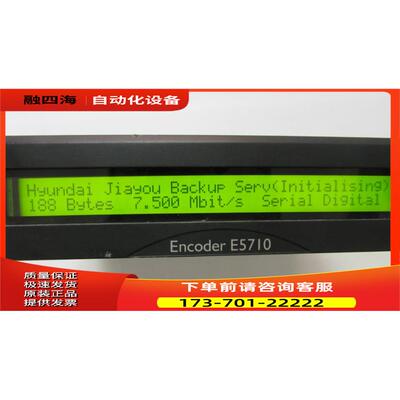 融四海 自动化设备
Hyundai Jiayou Backup Serv(Initialising)
188 Bytes 7.500 Mbit/s Serial Digital
Encoder E5710
质量保证
极速发货
原装正品
提供发票
下单前请咨询客服
173-701-22222